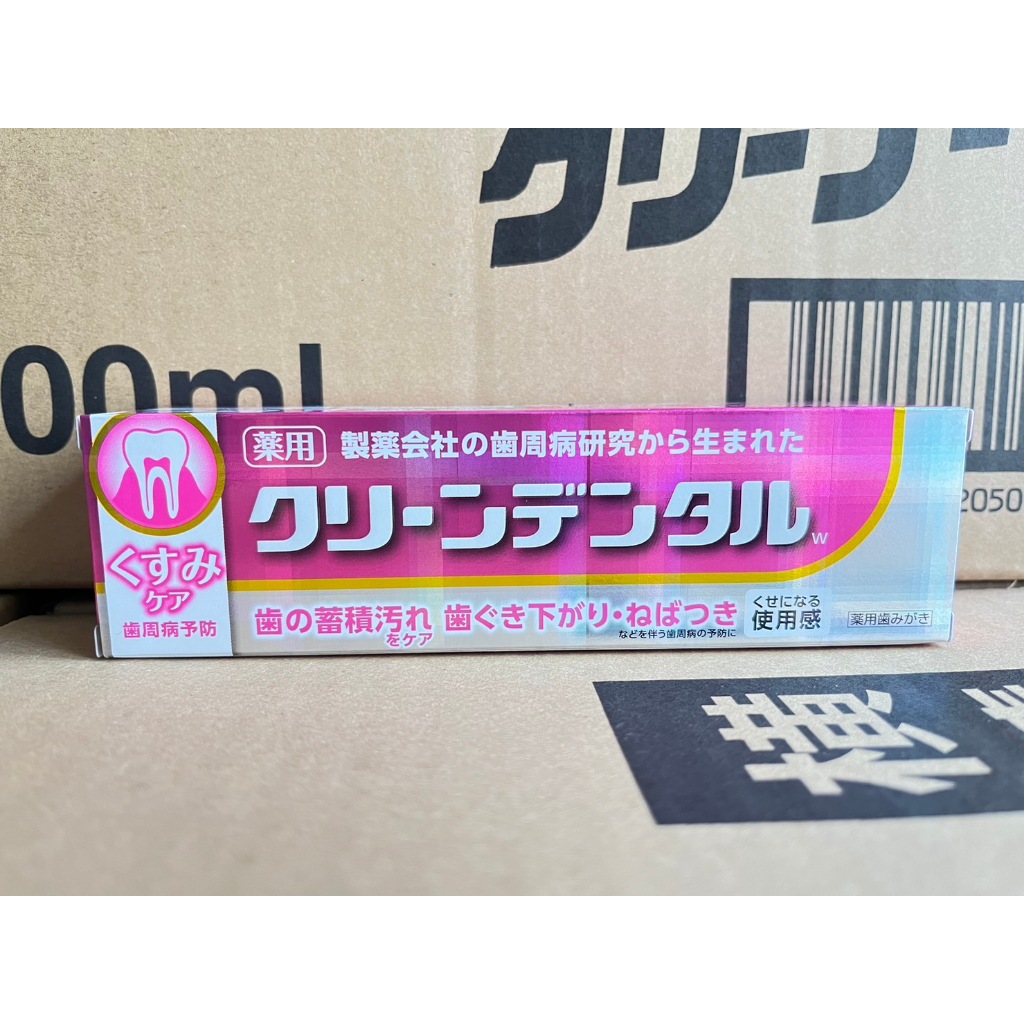 クリーン
00ml
2050
薬用 製薬会社の歯周病研究から生まれた
クリーンデンタル w
くすみ
ケア
歯周病予防
歯の蓄積汚れ 歯ぐき下がり・ねばつき
をケア などを伴う歯周病の予防に
くせになる
使用感
薬用歯みがき
横